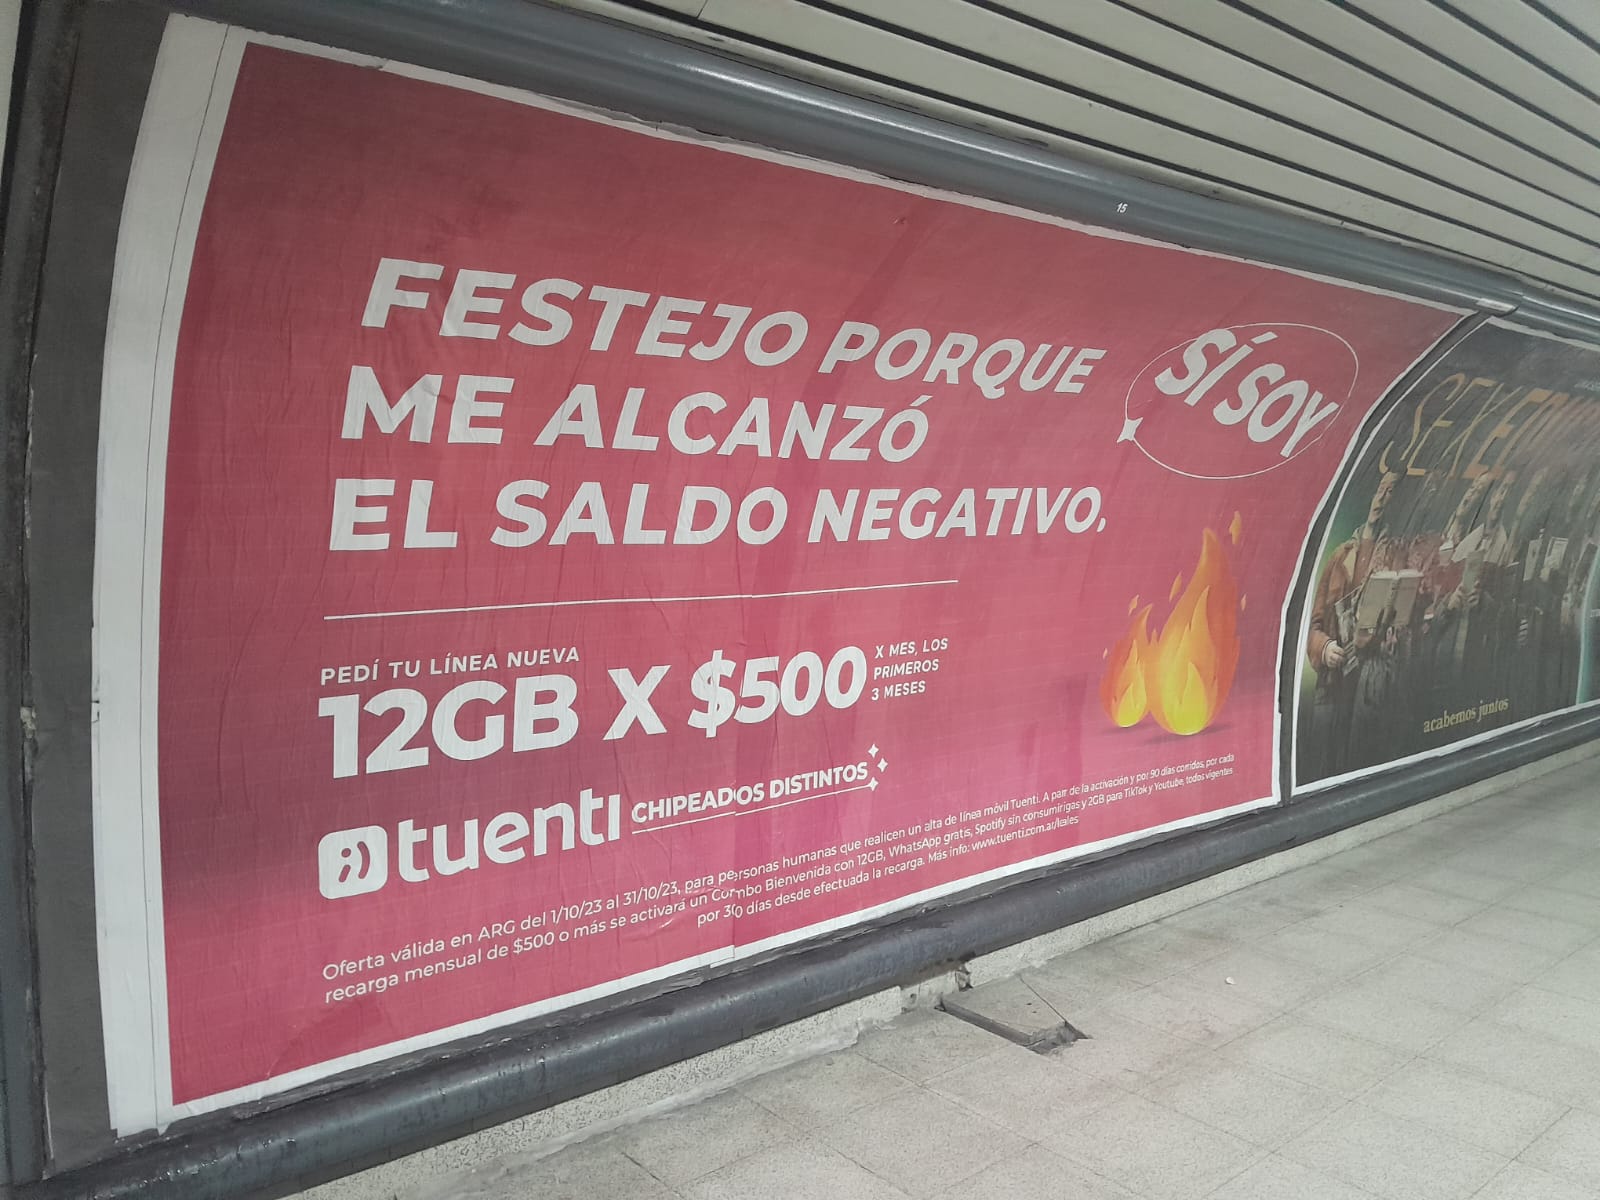 15
FESTEJO PORQUE
ME ALCANZÓ
EL SALDO NEGATIVO.
SÍ SOY
PEDÍ TU LÍNEA NUEVA
12GB X $500
X MES, LOS
PRIMEROS
3 MESES
tuenti CHIPEADOS DISTINTOS
Oferta válida en ARG del 1/10/23 al 31/10/23, para personas humanas que realicen un alta de línea móvil Tuenti. A parr de la activación y por 90 días corridos, por cada
recarga mensual de $500 o más se activará un Combo Bienvenida con 12GB, WhatsApp gratis, Spotify sin consumirigas y 2GB para TikTok y Youtube, todos vigentes
por 30 días desde efectuada la recarga. Más info: www.tuenti.com.ar/leales
SEX
acabemos juntos